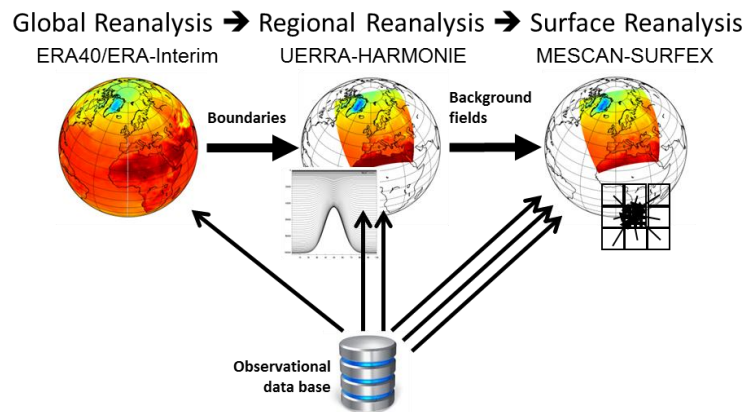 Global Reanalysis → Regional Reanalysis → Surface Reanalysis
ERA40/ERA-Interim UERRA-HARMONIE MESCAN-SURFEX
Boundaries
Background
fields
Observational
data base